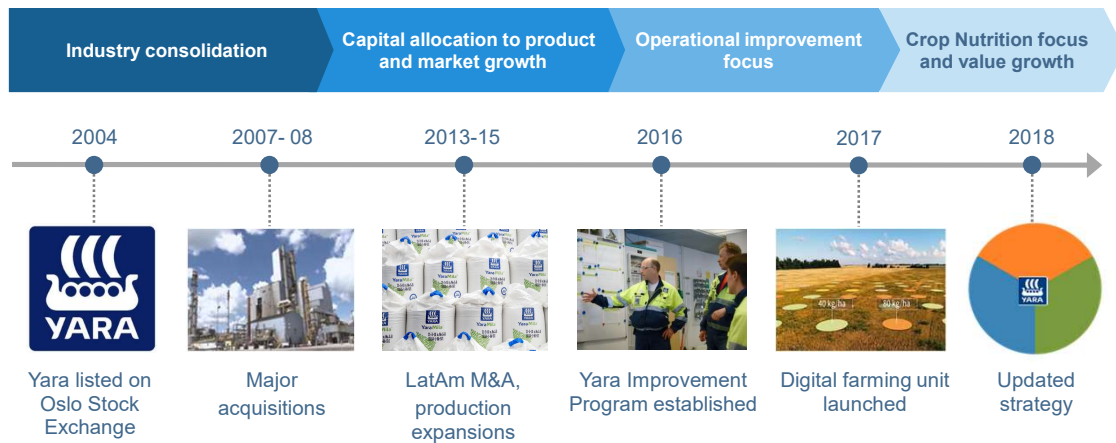 Industry consolidation
Capital allocation to product
and market growth
Operational improvement
focus
Crop Nutrition focus
and value growth
2004
2007- 08
2013-15
2016
2017
2018
YARA
YARA
YaraMila
40 kg/ha
80 kg/ha
YARA
Yara listed on
Oslo Stock
Exchange
Major
acquisitions
LatAm M&A,
production
expansions
Yara Improvement
Program established
Digital farming unit
launched
Updated
strategy